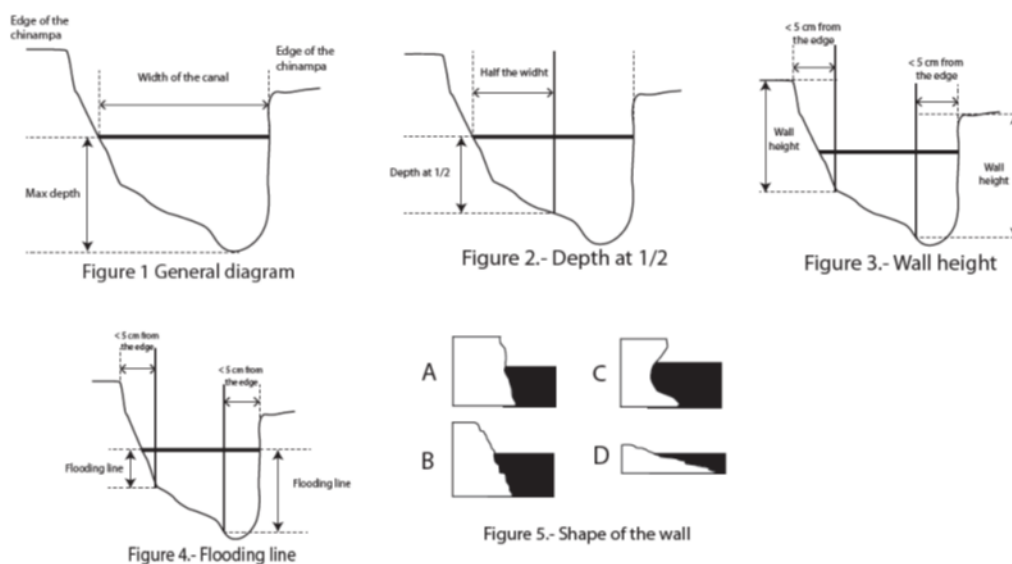 Edge of the
chinampa
Edge of the
chinampa
Width of the canal
Max depth
Figure 1 General diagram
Half the widht
Depth at 1/2
Figure 2.- Depth at 1/2
< 5 cm from
the edge
< 5 cm from
the edge
Wall
height
Wall
height
Figure 3.- Wall height
< 5 cm from
the edge
< 5 cm from
the edge
Flooding line
Flooding line
Figure 4.- Flooding line
A
C
B
D
Figure 5.- Shape of the wall